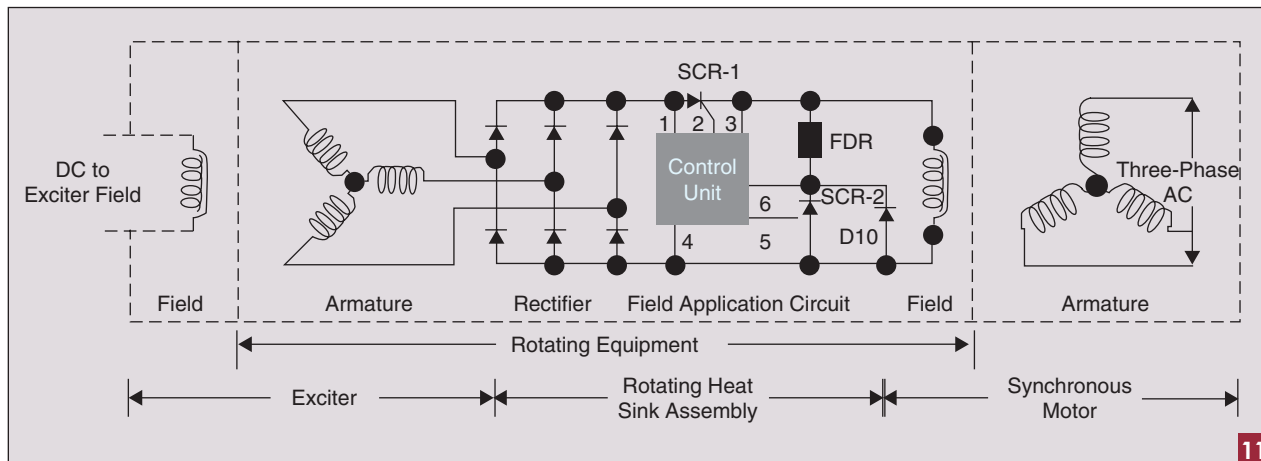 SCR-1
1 2 3
FDR
DC to
Exciter Field
Control
Unit
Three-Phase
AC
6 SCR-2
4 5 D10
Field Armature Rectifier Field Application Circuit Field Armature
Rotating Equipment
Exciter
Rotating Heat
Sink Assembly
Synchronous
Motor
11